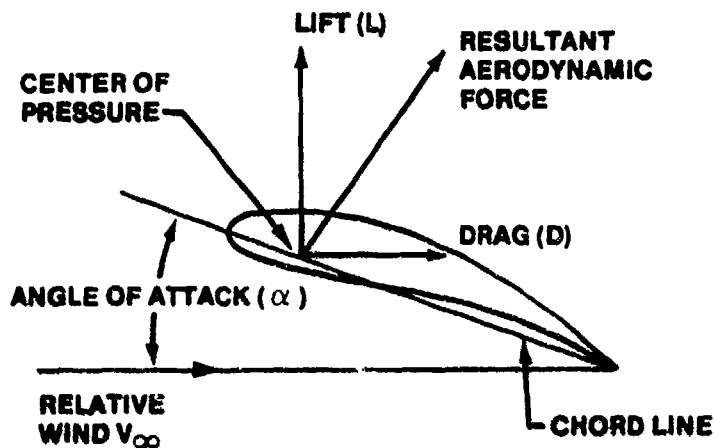 LIFT (L)
RESULTANT
AERODYNAMIC
FORCE
CENTER OF
PRESSURE
DRAG (D)
ANGLE OF ATTACK (α)
RELATIVE
WIND V∞
CHORD LINE